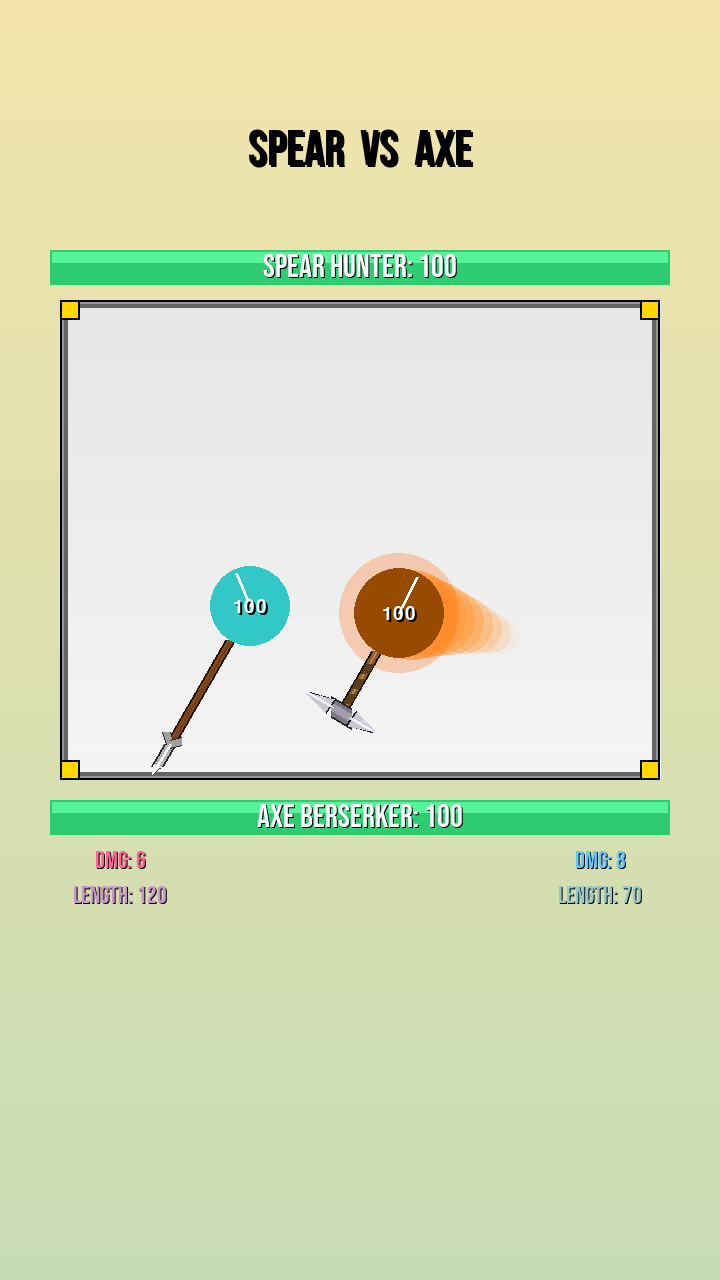 SPEAR VS AXE
SPEAR HUNTER: 100
100
100
AXE BERSERKER: 100
DMG: 6
DMG: 8
LENGTH: 120
LENGTH: 70